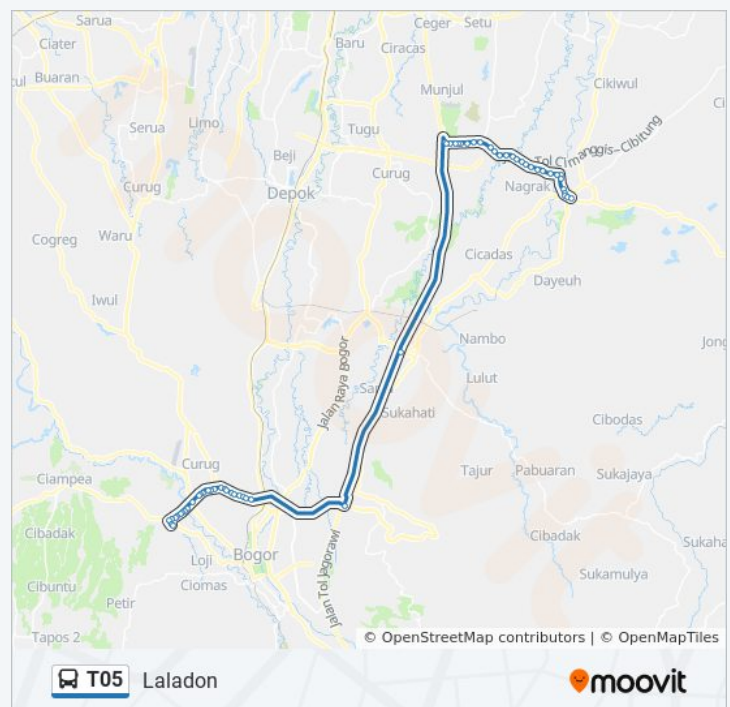 Sarua
Ceger
Setu
Ciater
Baru
Ciracas
Buaran
Munjul
Cikiwul
Serua
Limo
Tugu
Beji
Tol Cimanggis-Cibitung
Curug
Depok
Curug
Nagrak
Cogreg
Waru
Cicadas
Dayeuh
Iwul
Nambo
Jalan Raya Bogor
Lulut
Sukahati
Cibodas
Curug
Tajur
Pabuaran
Sukajaya
Ciampea
Cibadak
Bogor
Loji
Jalan Tol Jagorawi
Cibadak
Cibuntu
Ciomas
Sukamulya
Petir
Tapos 2
© OpenStreetMap contributors | © OpenMapTiles
T05 Laladon
moovit